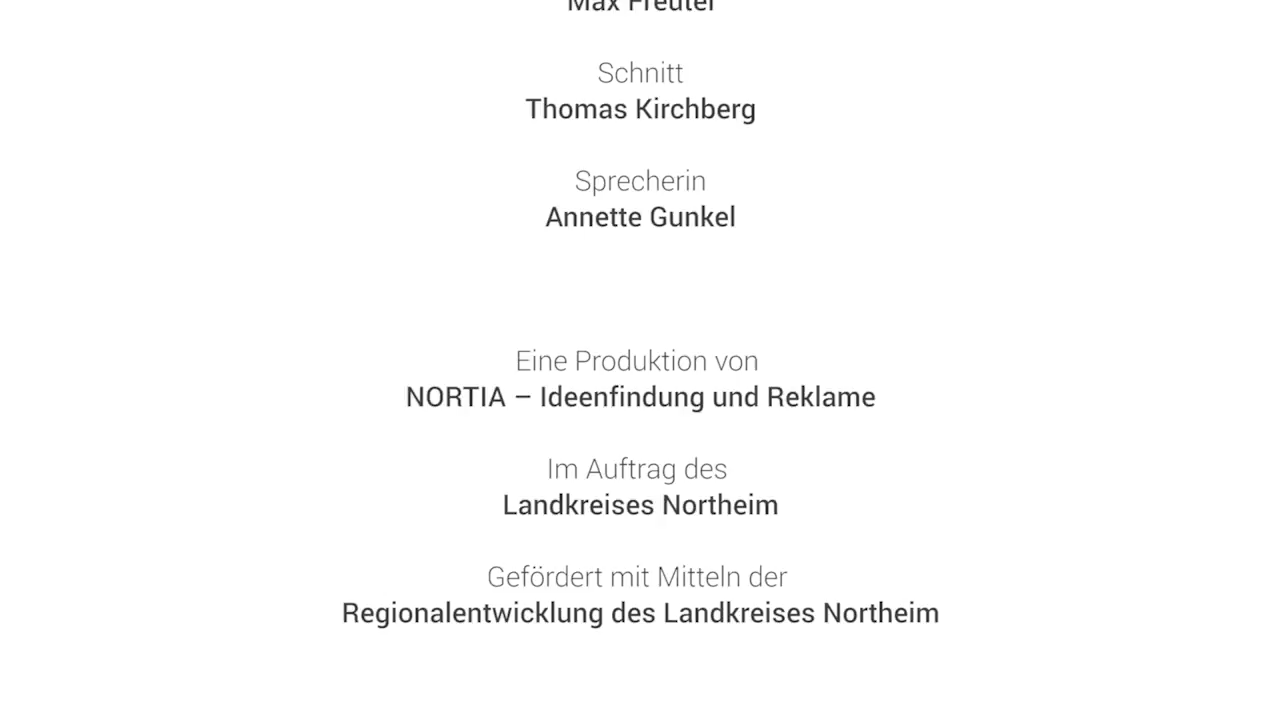 Max
Schnitt
Thomas Kirchberg
Sprecherin
Annette Gunkel
Eine Produktion von
NORTIA – Ideenfindung und Reklame
Im Auftrag des
Landkreises Northeim
Gefördert mit Mitteln der
Regionalentwicklung des Landkreises Northeim